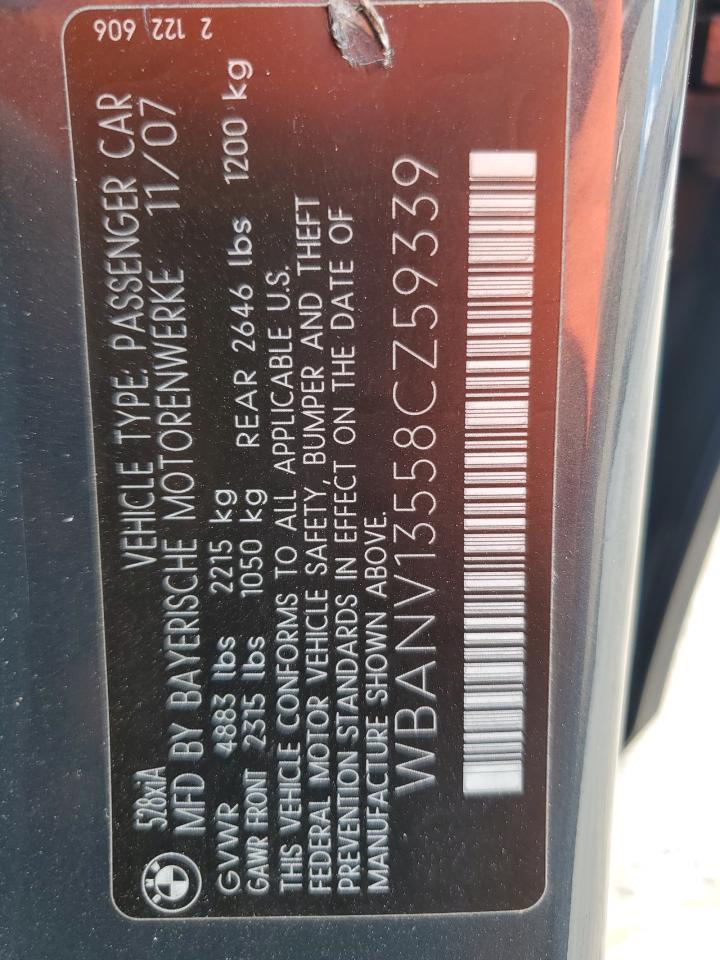 2 122 606
528xiA VEHICLE TYPE: PASSENGER CAR
MFD BY BAYERISCHE MOTORENWERKE 11/07
GVWR 4883 lbs 2215 kg
GAWR FRONT 2315 lbs 1050 kg REAR 2646 lbs 1200 kg
THIS VEHICLE CONFORMS TO ALL APPLICABLE U.S.
FEDERAL MOTOR VEHICLE SAFETY, BUMPER AND THEFT
PREVENTION STANDARDS IN EFFECT ON THE DATE OF
MANUFACTURE SHOWN ABOVE.
WBANV13558CZ59339